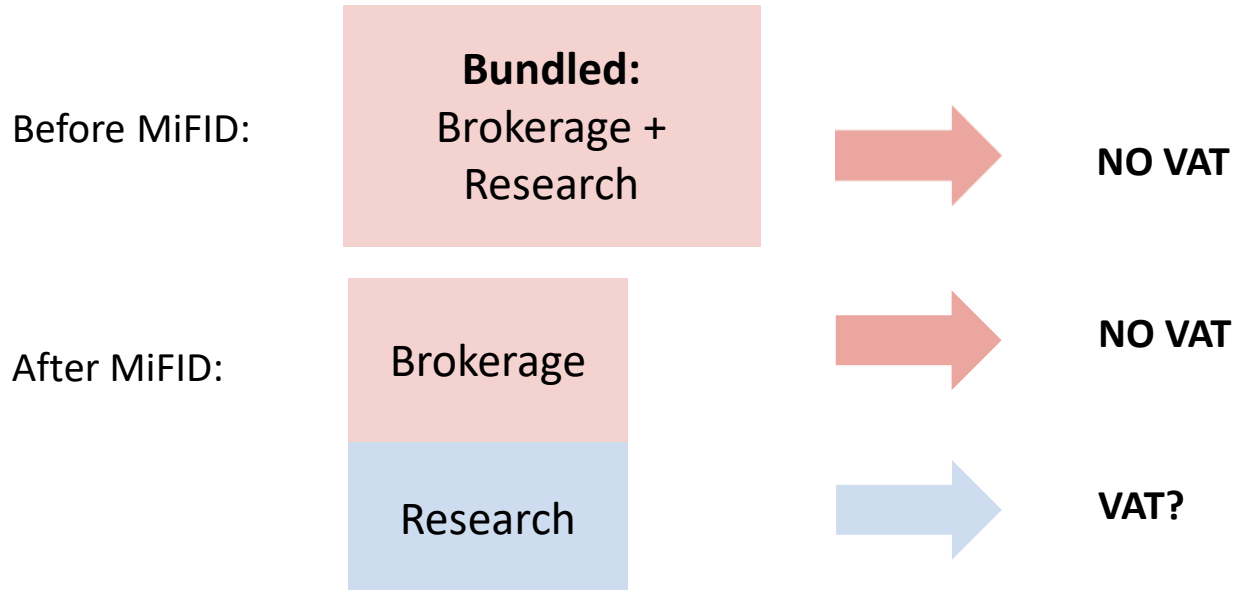 Before MiFID:
Bundled:
Brokerage +
Research
NO VAT
After MiFID:
Brokerage
NO VAT
Research
VAT?